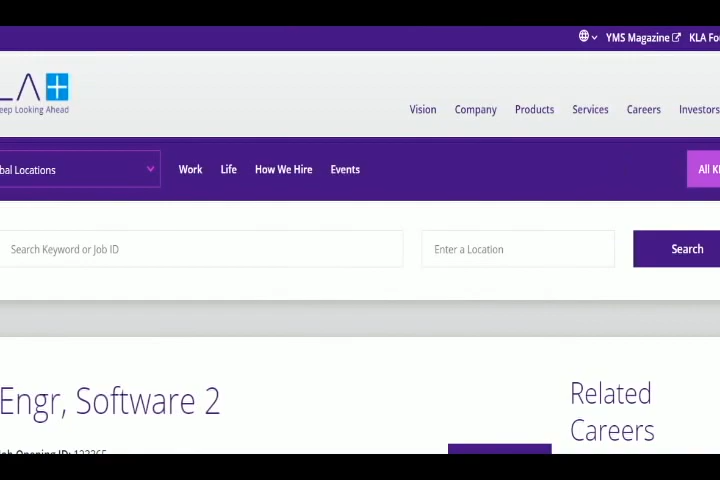 YMS Magazine KLA Fo
LA+
eep Looking Ahead
Vision Company Products Services Careers Investors
bal Locations Work Life How We Hire Events All K
Search Keyword or Job ID Enter a Location Search
Engr, Software 2
Related
Careers